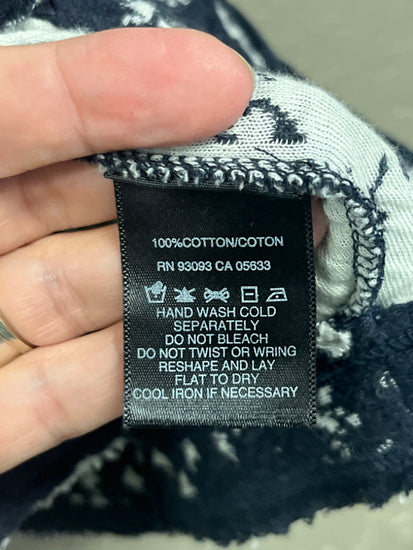 100%COTTON/COTON
RN 93093 CA 05633
HAND WASH COLD
SEPARATELY
DO NOT BLEACH
DO NOT TWIST OR WRING
RESHAPE AND LAY
FLAT TO DRY
COOL IRON IF NECESSARY